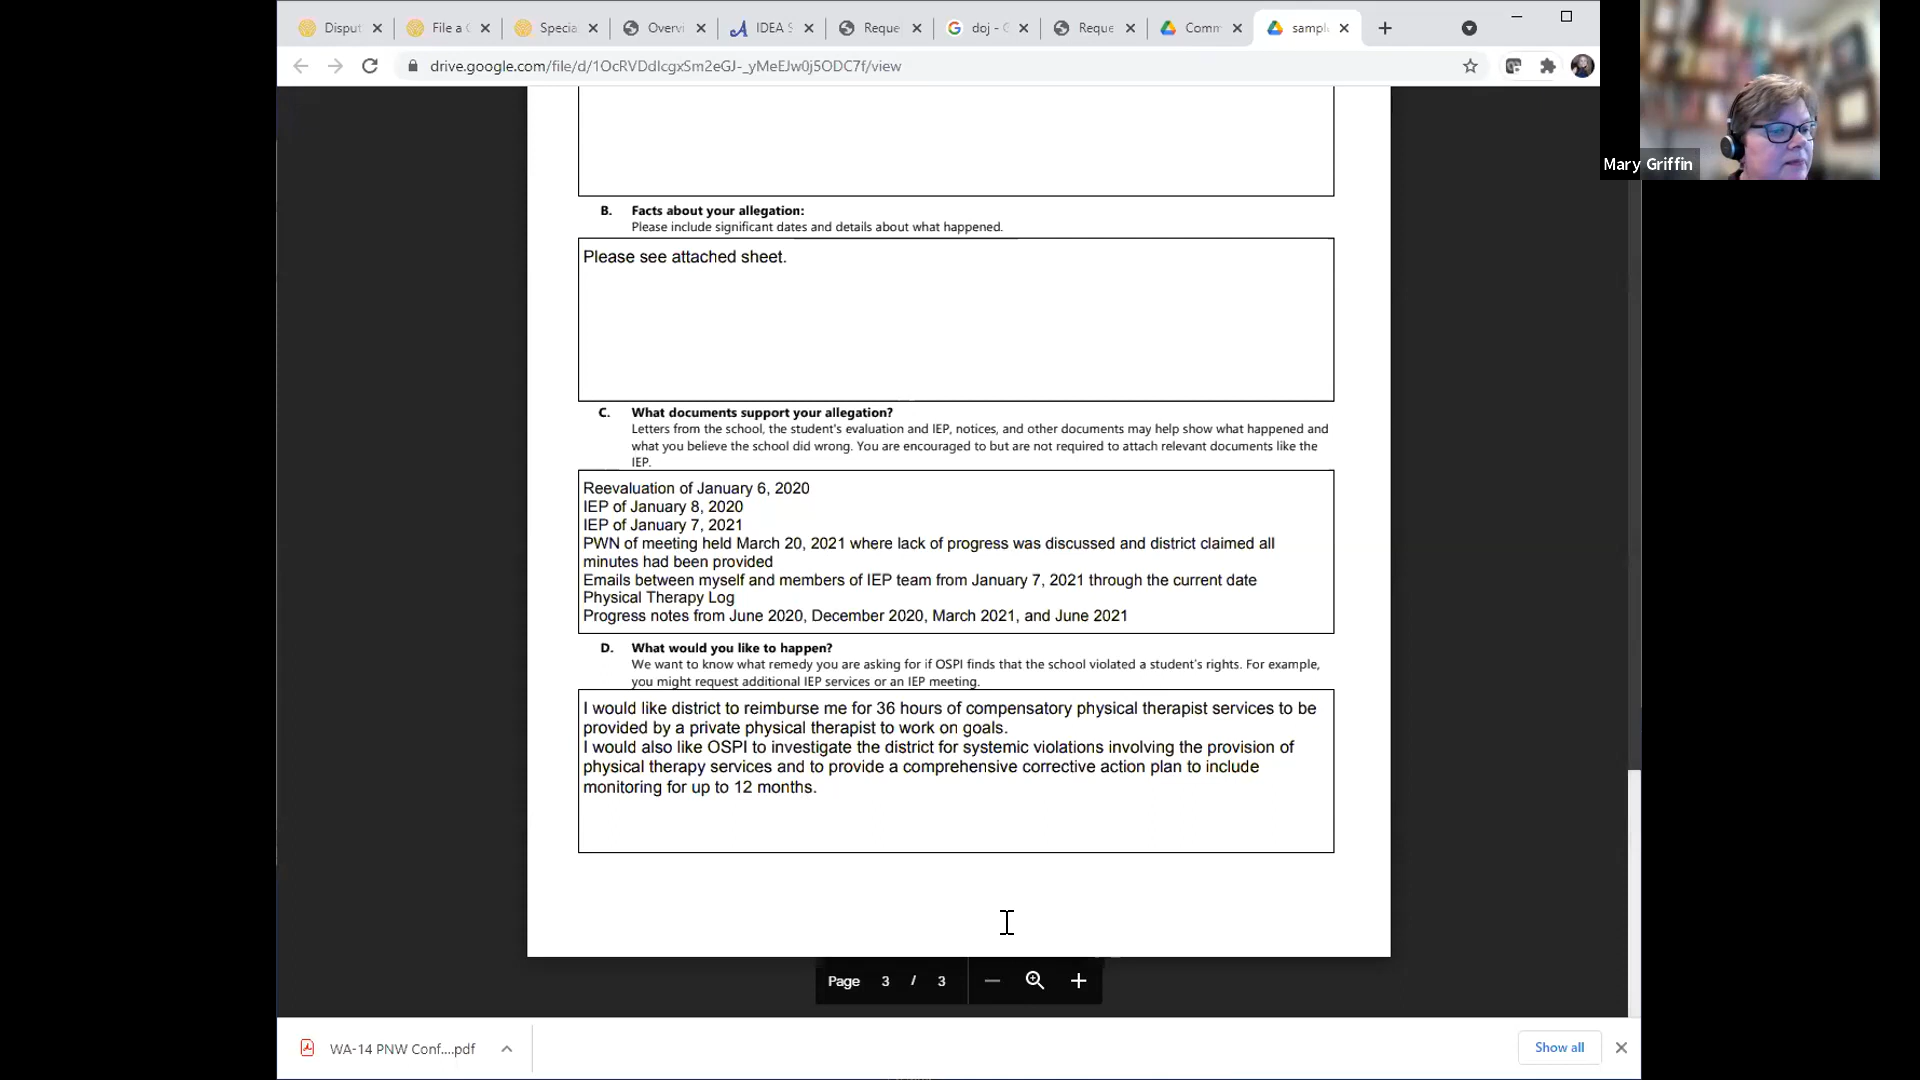 Disput
File a C
Specia
Overvi
IDEA S
Reque
doj - G
Reque
Comm
sampl
drive.google.com/file/d/1OcRVDdIcgxSm2eGJ-_yMeEJw0j5ODC7f/view
Mary Griffin
B. Facts about your allegation:
Please include significant dates and details about what happened.
Please see attached sheet.
C. What documents support your allegation?
Letters from the school, the student's evaluation and IEP, notices, and other documents may help show what happened and
what you believe the school did wrong. You are encouraged to but are not required to attach relevant documents like the
IEP.
Reevaluation of January 6, 2020
IEP of January 8, 2020
IEP of January 7, 2021
PWN of meeting held March 20, 2021 where lack of progress was discussed and district claimed all
minutes had been provided
Emails between myself and members of IEP team from January 7, 2021 through the current date
Physical Therapy Log
Progress notes from June 2020, December 2020, March 2021, and June 2021
D. What would you like to happen?
We want to know what remedy you are asking for if OSPI finds that the school violated a student's rights. For example,
you might request additional IEP services or an IEP meeting.
I would like district to reimburse me for 36 hours of compensatory physical therapist services to be
provided by a private physical therapist to work on goals.
I would also like OSPI to investigate the district for systemic violations involving the provision of
physical therapy services and to provide a comprehensive corrective action plan to include
monitoring for up to 12 months.
Page 3 / 3
WA-14 PNW Conf....pdf
Show all